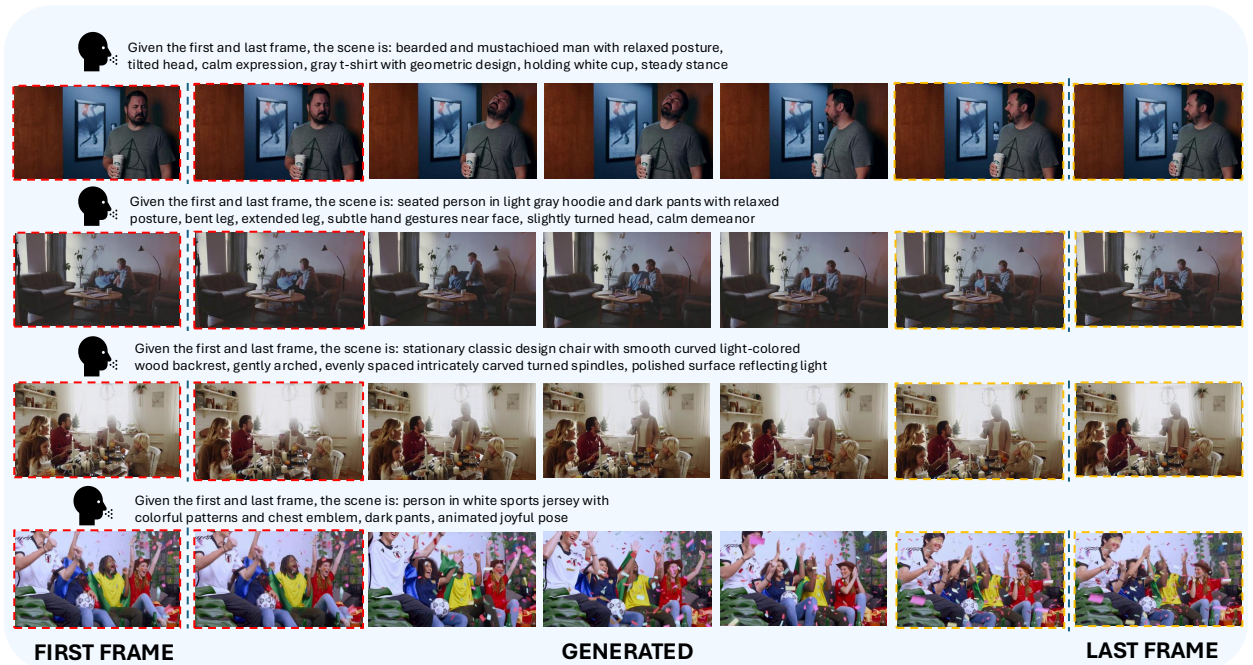 Given the first and last frame, the scene is: bearded and mustachioed man with relaxed posture,
tilted head, calm expression, gray t-shirt with geometric design, holding white cup, steady stance
Given the first and last frame, the scene is: seated person in light gray hoodie and dark pants with relaxed
posture, bent leg, extended leg, subtle hand gestures near face, slightly turned head, calm demeanor
Given the first and last frame, the scene is: stationary classic design chair with smooth curved light-colored
wood backrest, gently arched, evenly spaced intricately carved turned spindles, polished surface reflecting light
Given the first and last frame, the scene is: person in white sports jersey with
colorful patterns and chest emblem, dark pants, animated joyful pose
FIRST FRAME
GENERATED
LAST FRAME